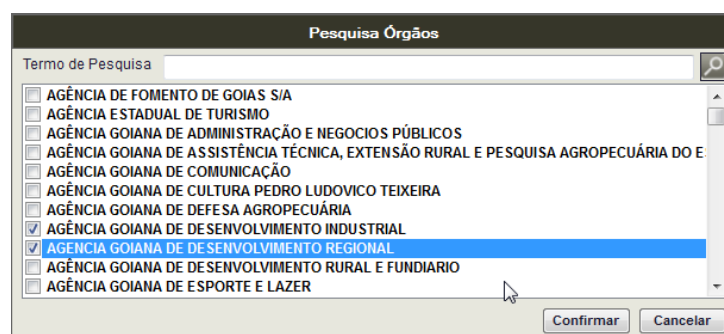 Pesquisa Órgãos
Termo de Pesquisa
AGÊNCIA DE FOMENTO DE GOIAS S/A
AGÊNCIA ESTADUAL DE TURISMO
AGÊNCIA GOIANA DE ADMINISTRAÇÃO E NEGOCIOS PÚBLICOS
AGÊNCIA GOIANA DE ASSISTÊNCIA TÉCNICA, EXTENSÃO RURAL E PESQUISA AGROPECUÁRIA DO E
AGÊNCIA GOIANA DE COMUNICAÇÃO
AGÊNCIA GOIANA DE CULTURA PEDRO LUDOVICO TEIXEIRA
AGÊNCIA GOIANA DE DEFESA AGROPECUÁRIA
AGÊNCIA GOIANA DE DESENVOLVIMENTO INDUSTRIAL
AGENCIA GOIANA DE DESENVOLVIMENTO REGIONAL
AGÊNCIA GOIANA DE DESENVOLVIMENTO RURAL E FUNDIARIO
AGÊNCIA GOIANA DE ESPORTE E LAZER
Confirmar Cancelar